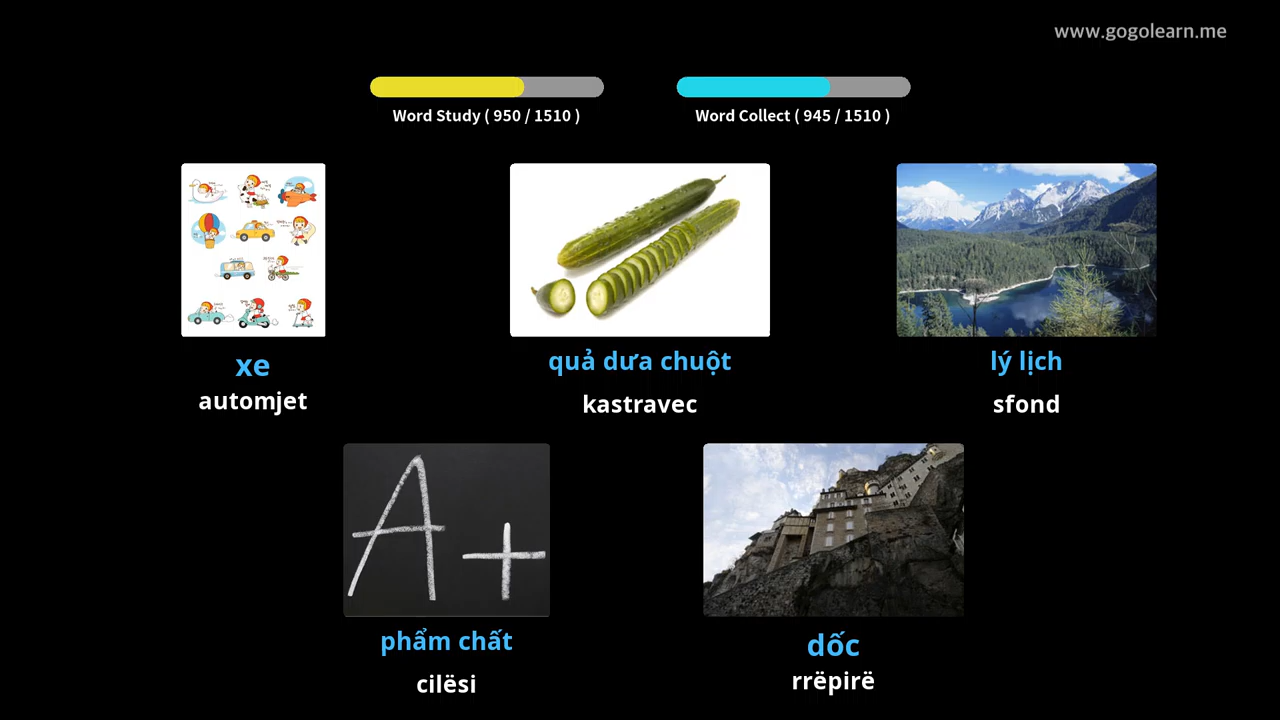 www.gogolearn.me
Word Study ( 950 / 1510 )
Word Collect ( 945 / 1510 )
xe
automjet
quả dưa chuột
kastravec
lý lịch
sfond
A+
phẩm chất
cilësi
dốc
rrëpirë